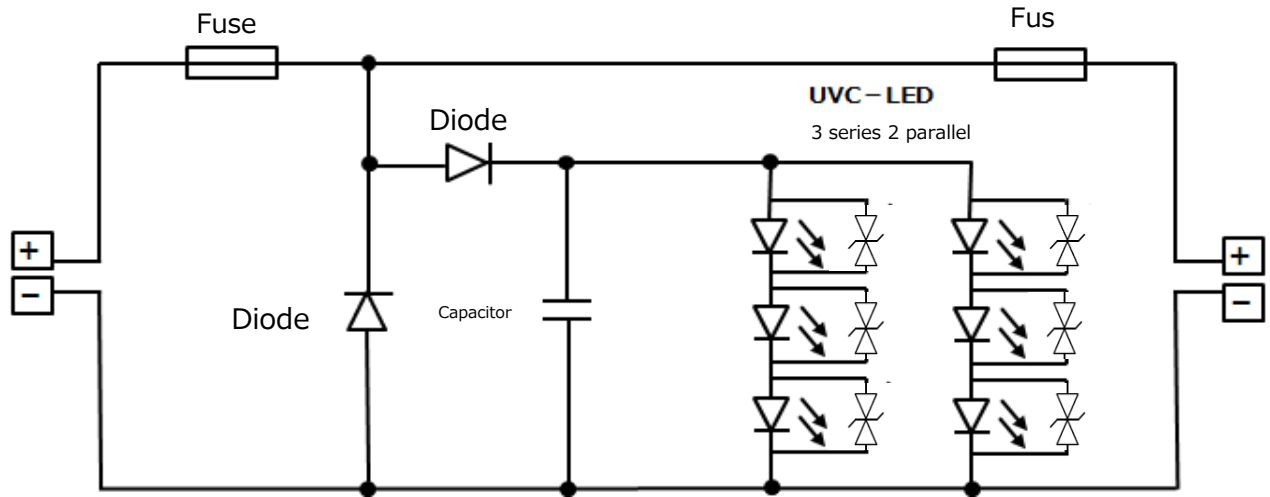 Fuse
Fus
UVC-LED
3 series 2 parallel
Diode
+
-
+
-
Diode
Capacitor